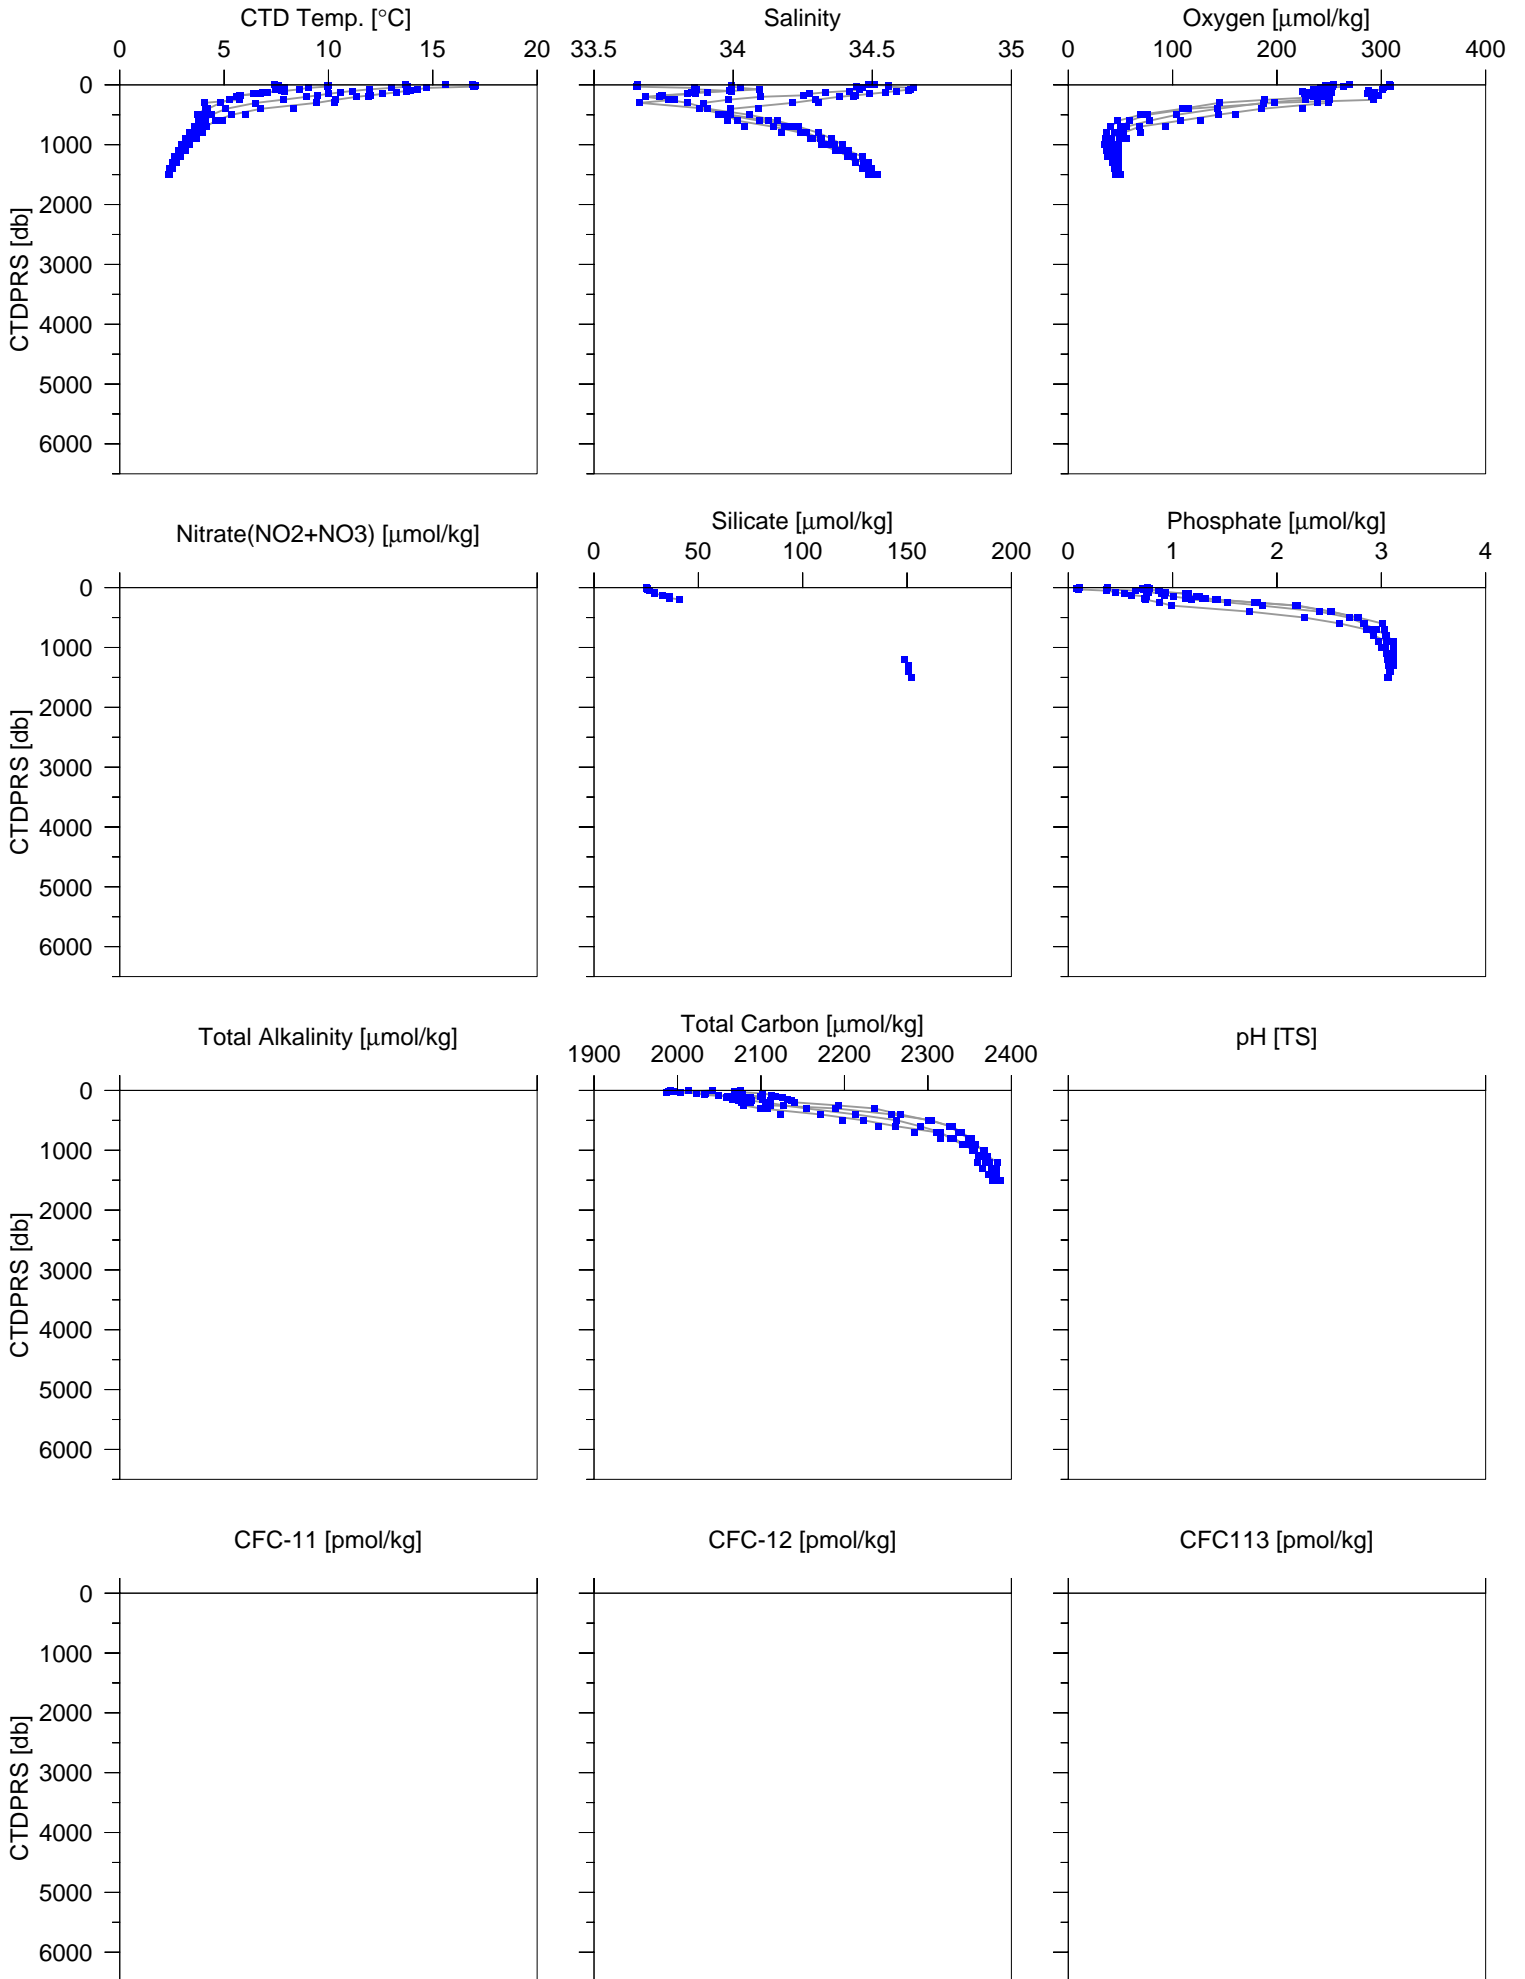 CTD Temp. [°C]
0 5 10 15 20
Salinity
33.5 34 34.5 35
Oxygen [μmol/kg]
0 100 200 300 400
0
1000
2000
3000
4000
5000
6000
CTDPRS [db]
Nitrate(NO2+NO3) [μmol/kg]
Silicate [μmol/kg]
0 50 100 150 200
Phosphate [μmol/kg]
0 1 2 3 4
0
1000
2000
3000
4000
5000
6000
CTDPRS [db]
Total Alkalinity [μmol/kg]
Total Carbon [μmol/kg]
1900 2000 2100 2200 2300 2400
pH [TS]
0
1000
2000
3000
4000
5000
6000
CTDPRS [db]
CFC-11 [pmol/kg]
CFC-12 [pmol/kg]
CFC113 [pmol/kg]
0
1000
2000
3000
4000
5000
6000
CTDPRS [db]